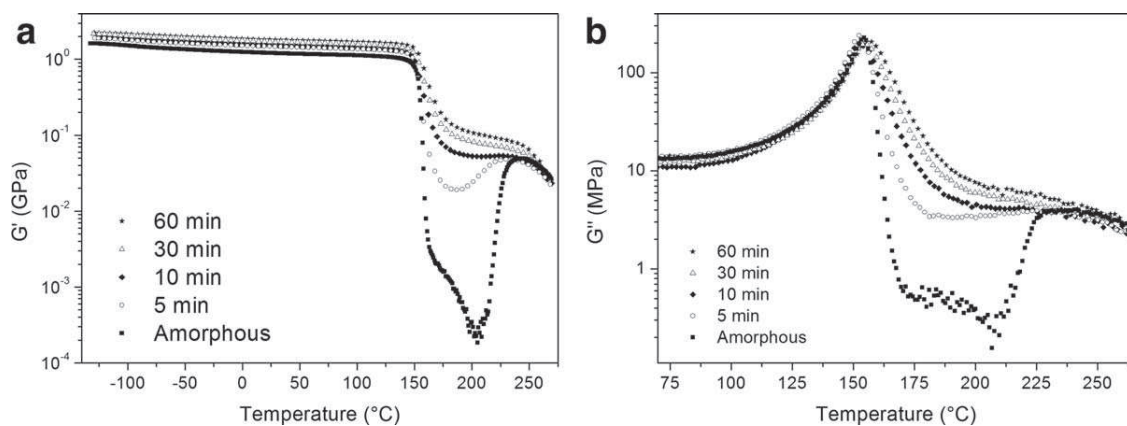 a
10⁰
10⁻¹
10⁻²
10⁻³
10⁻⁴
G' (GPa)
★ 60 min
△ 30 min
◆ 10 min
○ 5 min
■ Amorphous
-100 -50 0 50 100 150 200 250
Temperature (°C)
b
100
10
1
G'' (MPa)
★ 60 min
△ 30 min
◆ 10 min
○ 5 min
■ Amorphous
75 100 125 150 175 200 225 250
Temperature (°C)